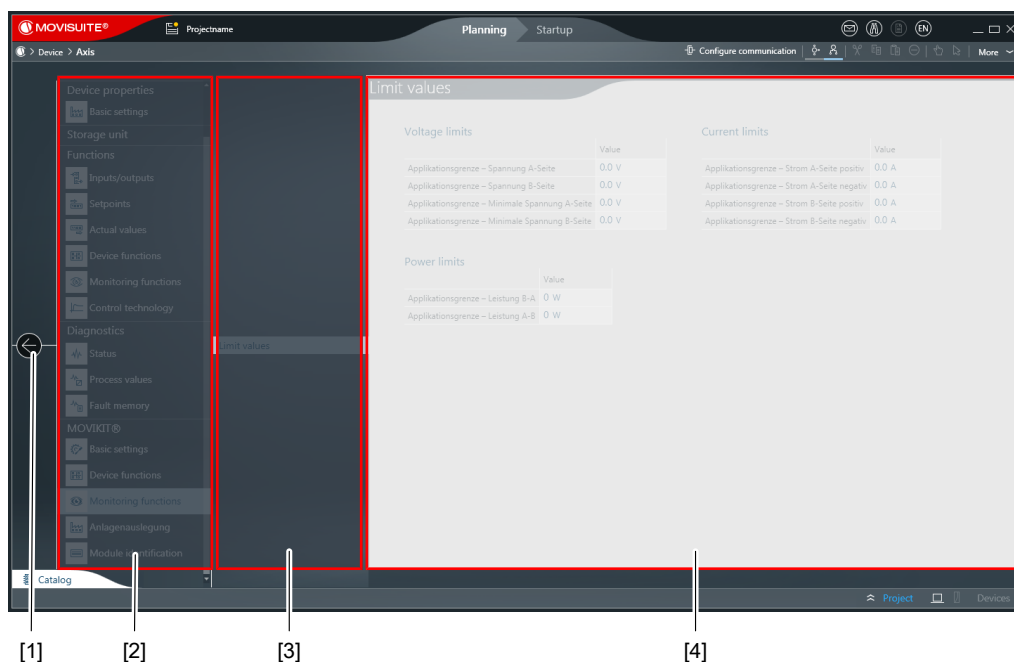 MOVISUITE®
Projectname
Planning
Startup
EN
> Device > Axis
Configure communication
More
Device properties
Basic settings
Storage unit
Functions
Inputs/outputs
Setpoints
Actual values
Device functions
Monitoring functions
Control technology
Diagnostics
Status
Process values
Fault memory
MOVIKIT®
Basic settings
Device functions
Monitoring functions
Anlagenauslegung
Module identification
Limit values
Limit values
Voltage limits
Value
Applikationsgrenze – Spannung A-Seite 0.0 V
Applikationsgrenze – Spannung B-Seite 0.0 V
Applikationsgrenze – Minimale Spannung A-Seite 0.0 V
Applikationsgrenze – Minimale Spannung B-Seite 0.0 V
Current limits
Value
Applikationsgrenze – Strom A-Seite positiv 0.0 A
Applikationsgrenze – Strom A-Seite negativ 0.0 A
Applikationsgrenze – Strom B-Seite positiv 0.0 A
Applikationsgrenze – Strom B-Seite negativ 0.0 A
Power limits
Value
Applikationsgrenze – Leistung B-A 0 W
Applikationsgrenze – Leistung A-B 0 W
Catalog
Project
Devices
[1]
[2]
[3]
[4]